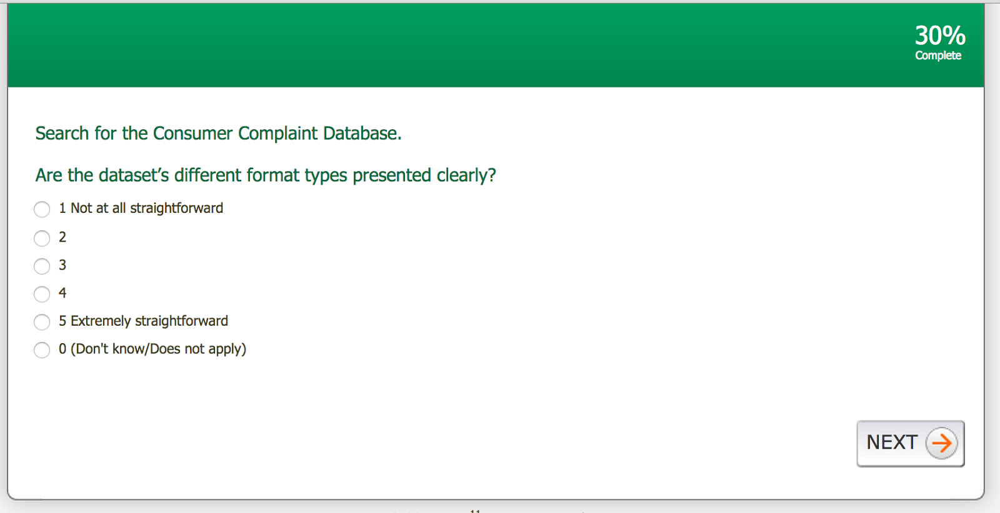 30%
Complete
Search for the Consumer Complaint Database.
Are the dataset’s different format types presented clearly?
1 Not at all straightforward
2
3
4
5 Extremely straightforward
0 (Don't know/Does not apply)
NEXT